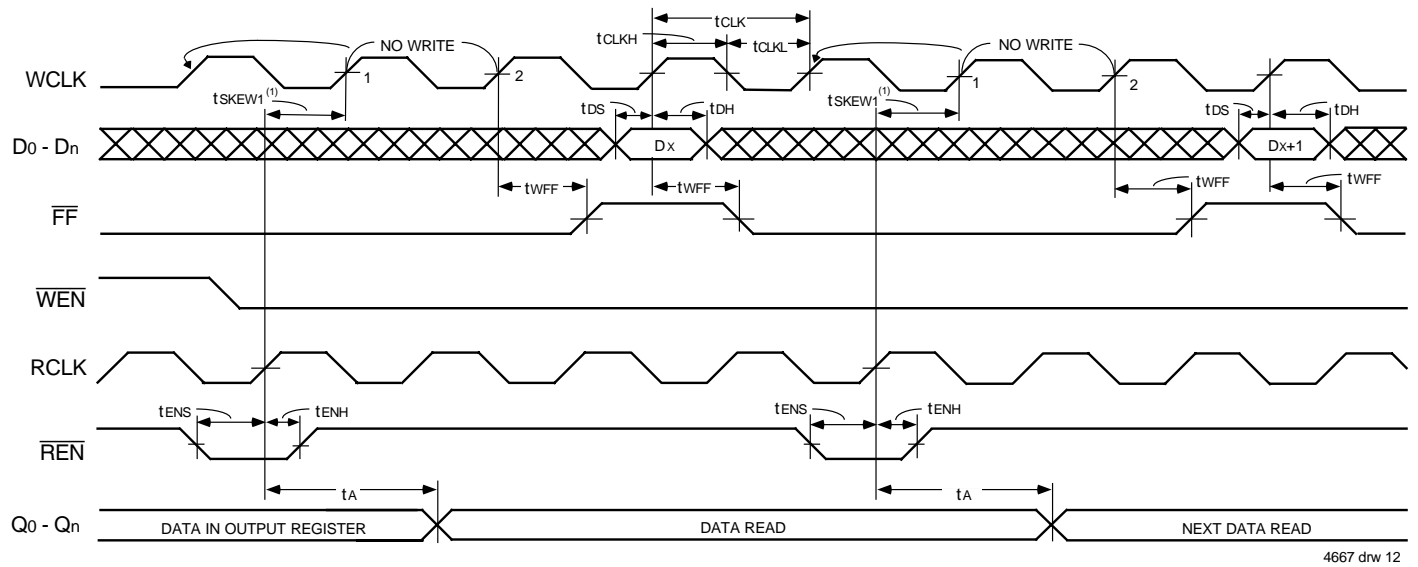 tCLK
tCLKH
tCLKL
NO WRITE
NO WRITE
WCLK
1
2
1
2
tSKEW1(1)
tDS
tDH
tSKEW1(1)
tDS
tDH
D0 - Dn
DX
DX+1
tWFF
tWFF
tWFF
tWFF
FF
WEN
RCLK
tENS
tENH
tENS
tENH
REN
tA
tA
Q0 - Qn
DATA IN OUTPUT REGISTER
DATA READ
NEXT DATA READ
4667 drw 12